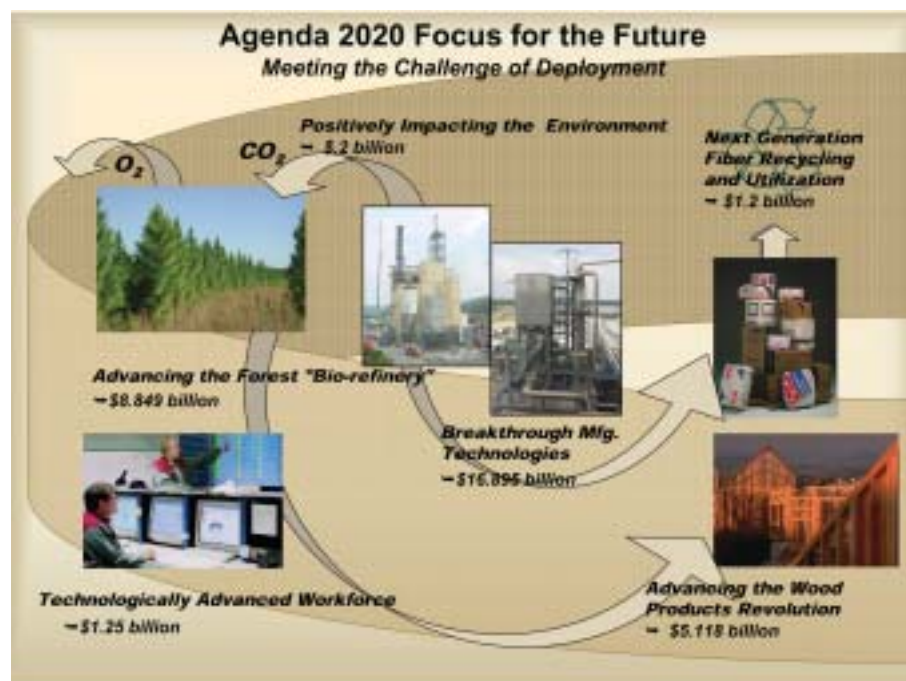 Agenda 2020 Focus for the Future
Meeting the Challenge of Deployment
Positively Impacting the Environment
$.2 billion
O2
CO2
Next Generation
Fiber Recycling
and Utilization
$1.2 billion
Advancing the Forest "Bio-refinery"
$8.849 billion
Breakthrough Mfg.
Technologies
$16.895 billion
Technologically Advanced Workforce
$1.25 billion
Advancing the Wood
Products Revolution
$5.118 billion